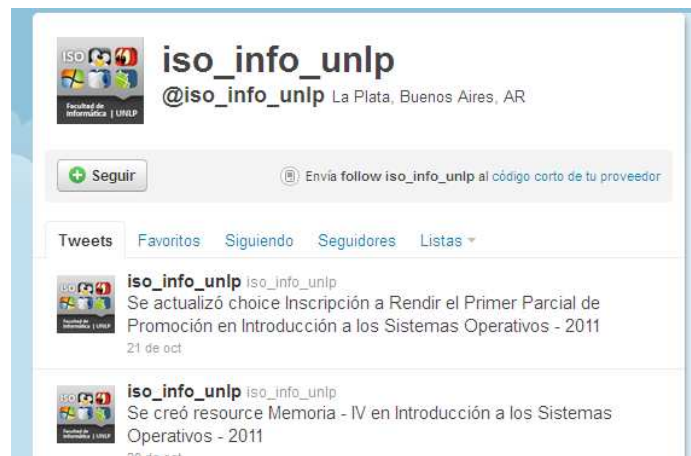 ISO
Facultad de
Informática | UNLP
iso_info_unlp
@iso_info_unlp La Plata, Buenos Aires, AR
Seguir
Envía follow iso_info_unlp al código corto de tu proveedor
Tweets Favoritos Siguiendo Seguidores Listas
iso_info_unlp iso_info_unlp
Se actualizó choice Inscripción a Rendir el Primer Parcial de
Promoción en Introducción a los Sistemas Operativos - 2011
21 de oct
iso_info_unlp iso_info_unlp
Se creó resource Memoria - IV en Introducción a los Sistemas
Operativos - 2011